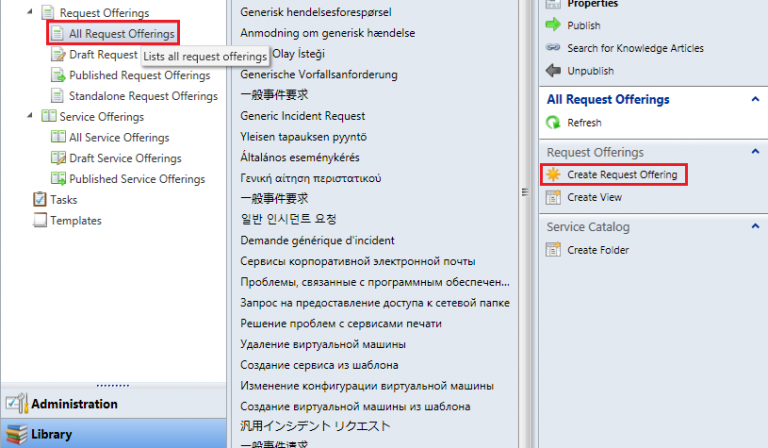 Request Offerings
All Request Offerings
Draft Request
Lists all request offerings
Published Request Offerings
Standalone Request Offerings
Service Offerings
All Service Offerings
Draft Service Offerings
Published Service Offerings
Tasks
Templates
Administration
Library
Generisk hendelsesforespørsel
Anmodning om generisk hændelse
Olay İsteği
Generische Vorfallsanforderung
一般事件要求
Generic Incident Request
Yleisen tapauksen pyyntö
Általános eseménykérés
Γενική αίτηση περιστατικού
一般事件要求
일반 인시던트 요청
Demande générique d'incident
Сервисы корпоративной электронной почты
Проблемы, связанные с программным обеспечен...
Запрос на предоставление доступа к сетевой папке
Решение проблем с сервисами печати
Удаление виртуальной машины
Создание сервиса из шаблона
Изменение конфигурации виртуальной машины
Создание виртуальной машины из шаблона
汎用インシデント リクエスト
一般事件请求
Properties
Publish
Search for Knowledge Articles
Unpublish
All Request Offerings
Refresh
Request Offerings
Create Request Offering
Create View
Service Catalog
Create Folder